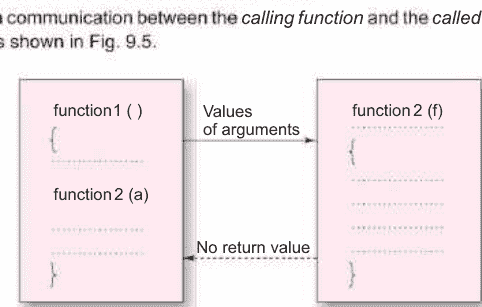 communication between the calling function and the called
s shown in Fig. 9.5.
function1 ( )
{
function2 (a)
}
Values
of arguments
No return value
function2 (f)
{
}